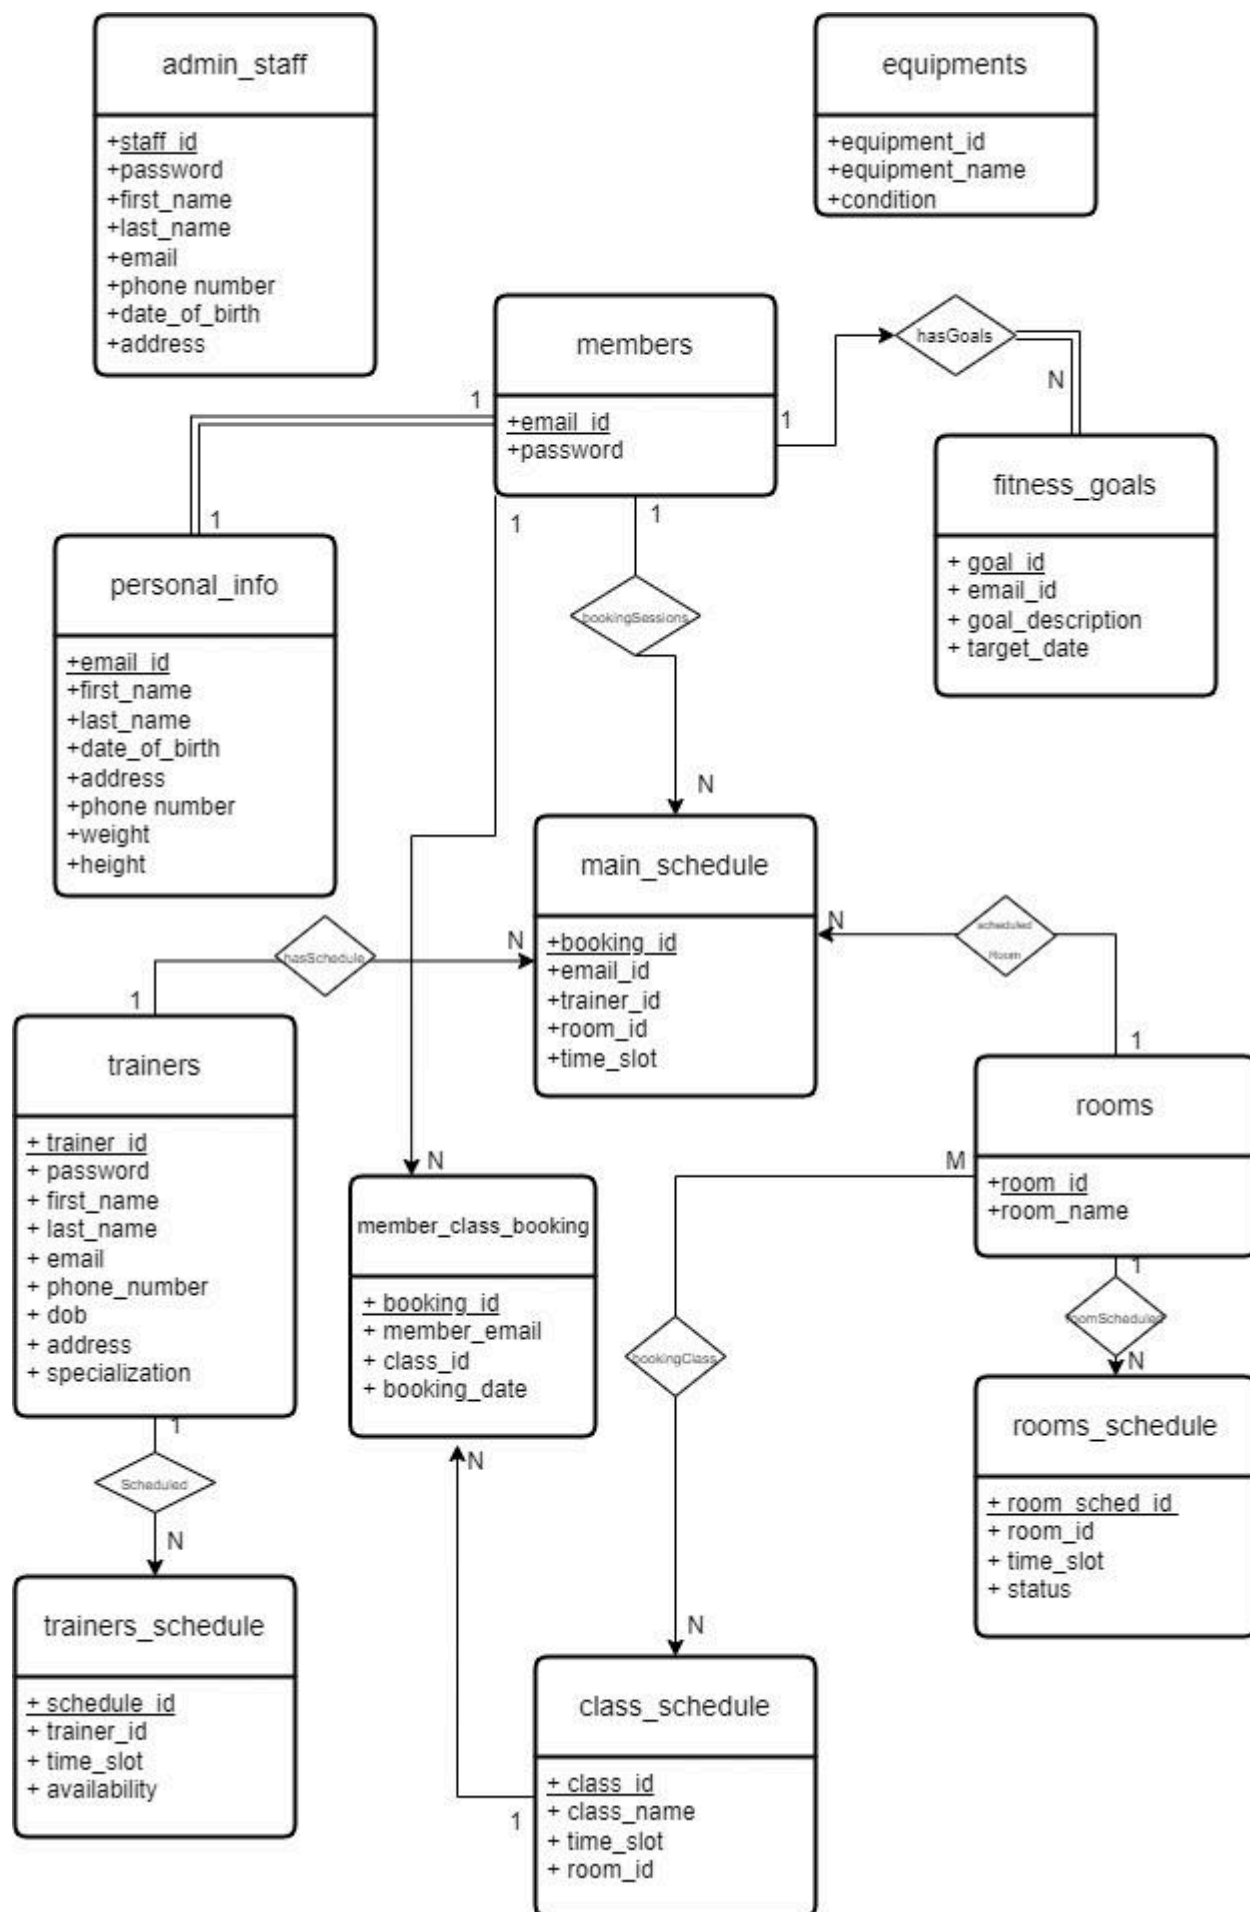 admin_staff
+staff_id
+password
+first_name
+last_name
+email
+phone number
+date_of_birth
+address
equipments
+equipment_id
+equipment_name
+condition
members
+email_id
+password
1
1
1
1
hasGoals
N
fitness_goals
+ goal_id
+ email_id
+ goal_description
+ target_date
1
personal_info
+email_id
+first_name
+last_name
+date_of_birth
+address
+phone number
+weight
+height
bookingSessions
N
main_schedule
+booking_id
+email_id
+trainer_id
+room_id
+time_slot
hasSchedule
N
1
scheduled
Room
N
1
trainers
+ trainer_id
+ password
+ first_name
+ last_name
+ email
+ phone_number
+ dob
+ address
+ specialization
rooms
+room_id
+room_name
M
N
member_class_booking
+ booking_id
+ member_email
+ class_id
+ booking_date
N
bookingClass
N
1
roomScheduled
N
rooms_schedule
+ room_sched_id
+ room_id
+ time_slot
+ status
1
Scheduled
N
trainers_schedule
+ schedule_id
+ trainer_id
+ time_slot
+ availability
class_schedule
+ class_id
+ class_name
+ time_slot
+ room_id
1